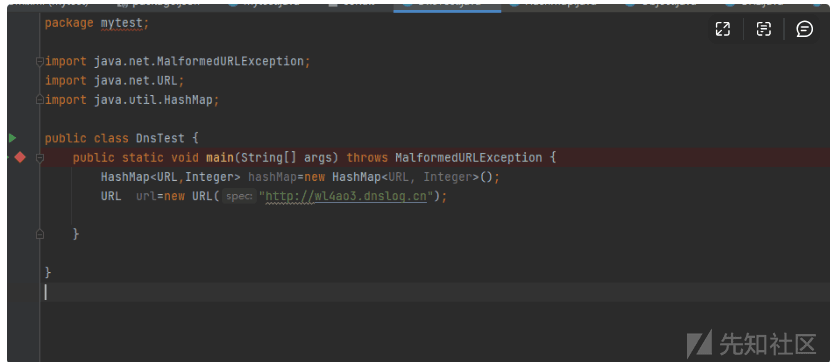 package mytest;
import java.net.MalformedURLException;
import java.net.URL;
import java.util.HashMap;
public class DnsTest {
public static void main(String[] args) throws MalformedURLException {
HashMap<URL,Integer> hashMap=new HashMap<URL, Integer>();
URL url=new URL( spec: "http://wl4ao3.dnslog.cn");
}
}
先知社区